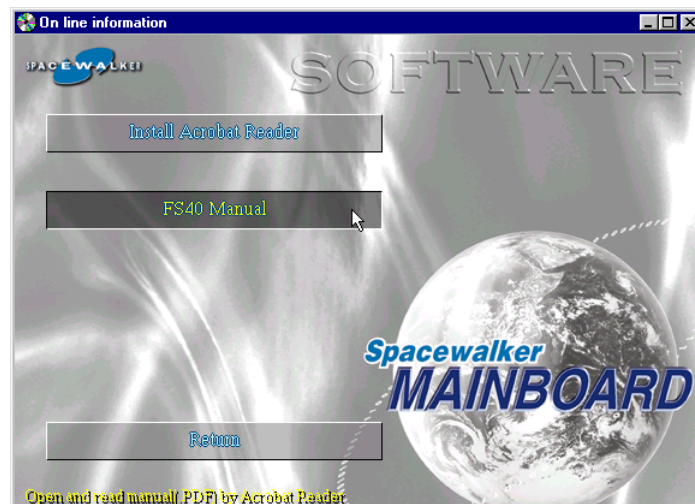 On line information
SPACEWALKER
SOFTWARE
Install Acrobat Reader
FS40 Manual
Spacewalker
MAINBOARD
Return
Open and read manual(.PDF) by Acrobat Reader